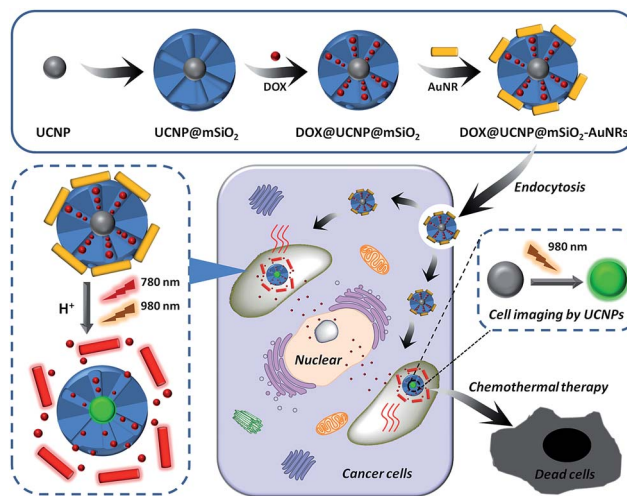 DOX
AuNR
UCNP
UCNP@mSiO₂
DOX@UCNP@mSiO₂
DOX@UCNP@mSiO₂-AuNRs
Endocytosis
980 nm
Cell imaging by UCNPs
H⁺
780 nm
980 nm
Nuclear
Chemothermal therapy
Cancer cells
Dead cells